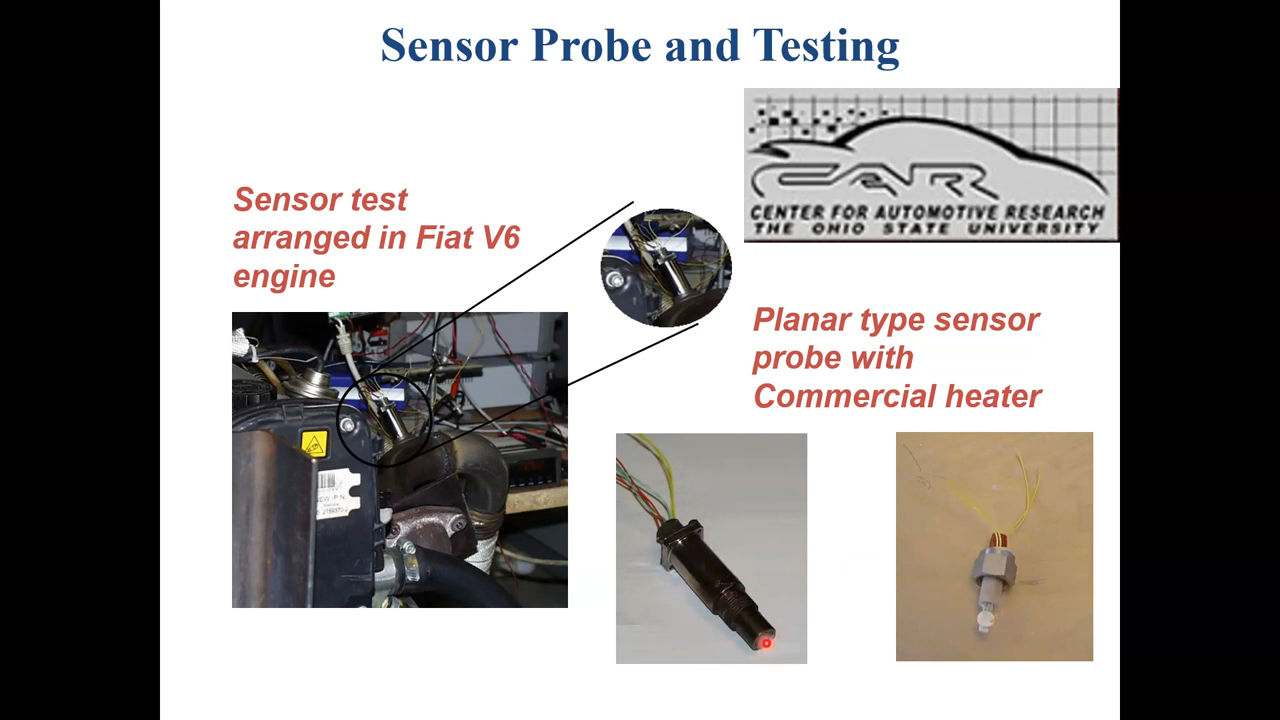 Sensor Probe and Testing
CAR
CENTER FOR AUTOMOTIVE RESEARCH
THE OHIO STATE UNIVERSITY
Sensor test
arranged in Fiat V6
engine
Planar type sensor
probe with
Commercial heater